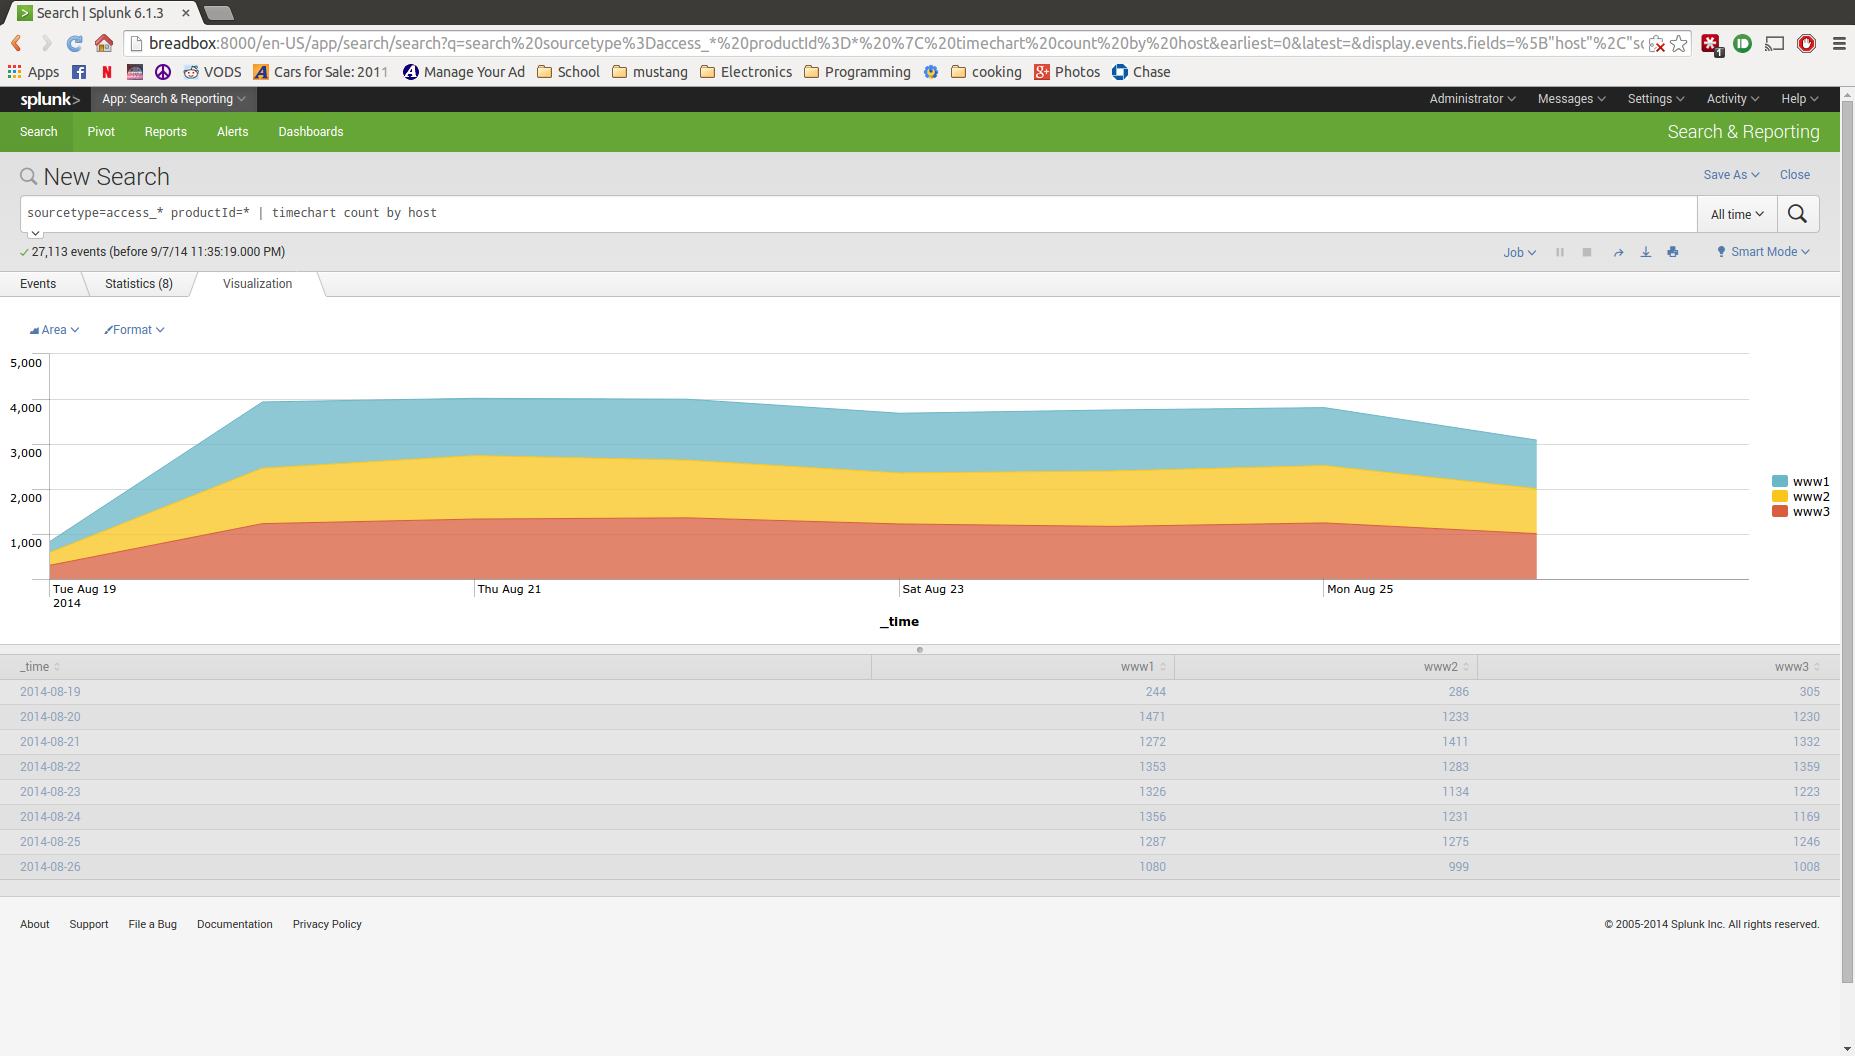 Search | Splunk 6.1.3 ×
breadbox:8000/en-US/app/search/search?q=search%20sourcetype%3Daccess_*%20productId%3D*%20%7C%20timechart%20count%20by%20host&earliest=0&latest=&display.events.fields=%5B"host"%2C"so
Apps VODS Cars for Sale: 2011 Manage Your Ad School mustang Electronics Programming cooking Photos Chase
splunk> App: Search & Reporting Administrator Messages Settings Activity Help
Search Pivot Reports Alerts Dashboards Search & Reporting
New Search Save As Close
sourcetype=access_* productId=* | timechart count by host All time
27,113 events (before 9/7/14 11:35:19.000 PM) Job Smart Mode
Events Statistics (8) Visualization
Area Format
5,000
4,000
3,000
2,000
1,000
www1
www2
www3
Tue Aug 19 Thu Aug 21 Sat Aug 23 Mon Aug 25
2014
_time
_time www1 www2 www3
2014-08-19 244 286 305
2014-08-20 1471 1233 1230
2014-08-21 1272 1411 1332
2014-08-22 1353 1283 1359
2014-08-23 1326 1134 1223
2014-08-24 1356 1231 1169
2014-08-25 1287 1275 1246
2014-08-26 1080 999 1008
About Support File a Bug Documentation Privacy Policy © 2005-2014 Splunk Inc. All rights reserved.